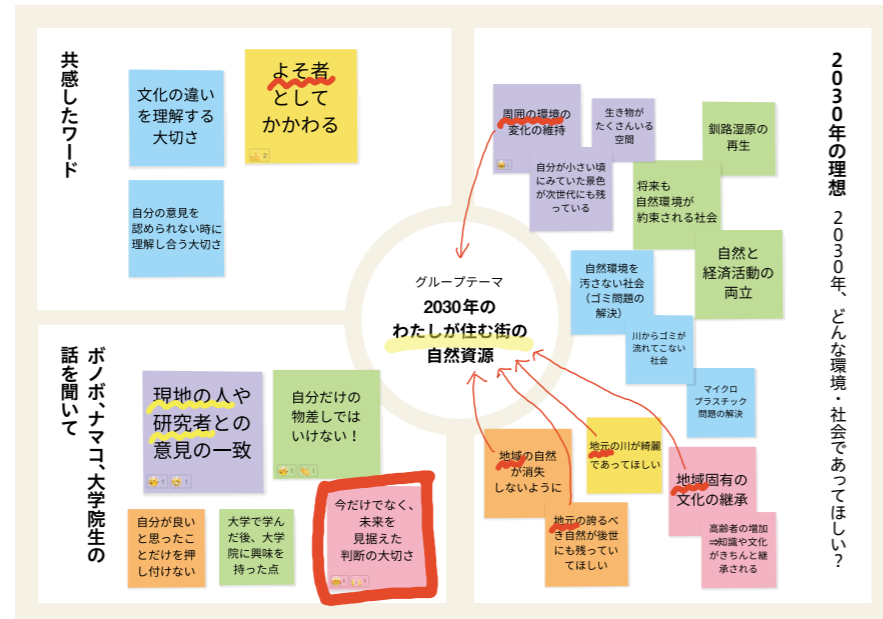 共感したワード
文化の違い
を理解する
大切さ
よそ者
として
かかわる
2
自分の意見を
認められない時に
理解し合う大切さ
ボノボ、ナマコ、大学院生の
話を聞いて
現地の人や
研究者との
意見の一致
1
1
自分だけの
物差しでは
いけない！
1
1
自分が良い
と思ったこ
とだけを押
し付けない
大学で学ん
だ後、大学
院に興味を
持った点
今だけでなく、
未来を
見据えた
判断の大切さ
1
1
グループテーマ
2030年の
わたしが住む街の
自然資源
2030年の理想
2030年、どんな環境・社会であってほしい？
周囲の環境の
変化の維持
生き物が
たくさんいる
空間
自分が小さい頃
にみていた景色
が次世代にも残
っている
釧路湿原の
再生
将来も
自然環境が
約束される社会
自然と
経済活動の
両立
自然環境を
汚さない社会
（ゴミ問題の
解決）
川からゴミが
流れてこない
社会
マイクロ
プラスチック
問題の解決
地域の自然
が消失
しないように
地元の川が綺麗
であってほしい
地元の誇るべ
き自然が後世
にも残ってい
てほしい
地域固有の
文化の継承
高齢者の増加
⇒知識や文化
がきちんと継
承される